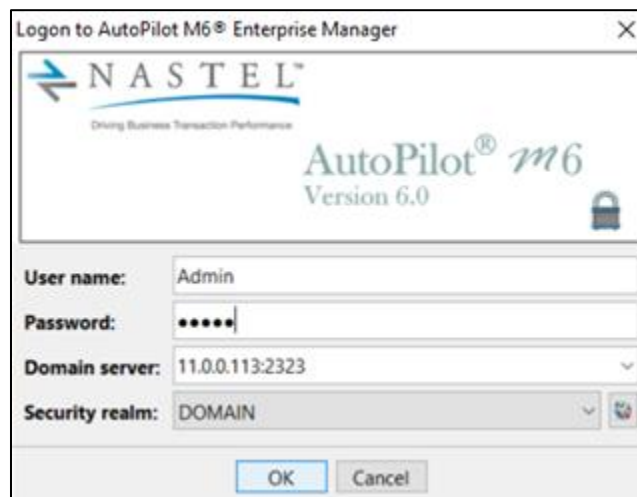 Logon to AutoPilot M6® Enterprise Manager
NASTEL™
Driving Business Transaction Performance
AutoPilot® m6
Version 6.0
User name: Admin
Password: •••••
Domain server: 11.0.0.113:2323
Security realm: DOMAIN
OK Cancel